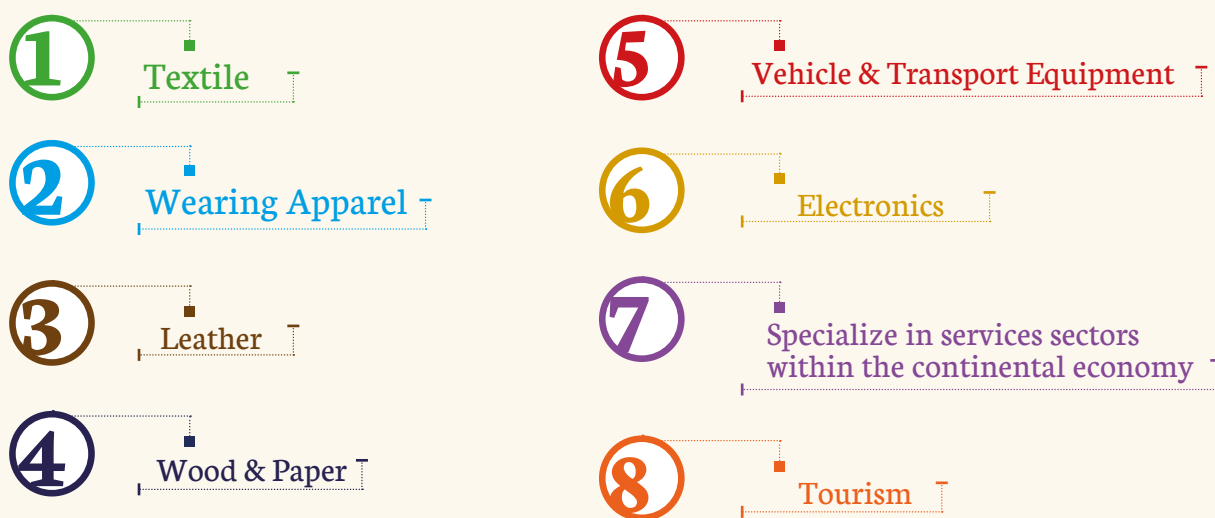 1
Textile
2
Wearing Apparel
3
Leather
4
Wood & Paper
5
Vehicle & Transport Equipment
6
Electronics
7
Specialize in services sectors
within the continental economy
8
Tourism